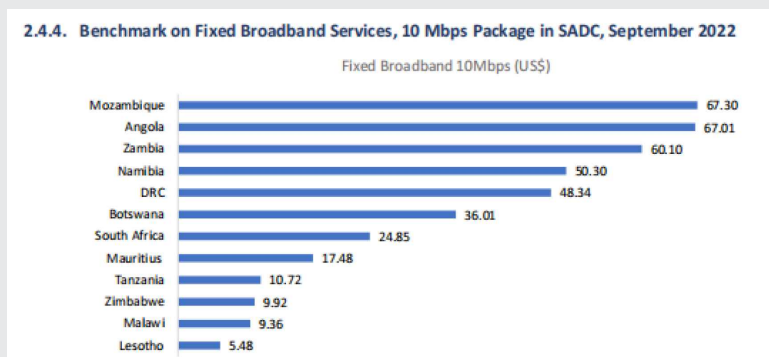 2.4.4. Benchmark on Fixed Broadband Services, 10 Mbps Package in SADC, September 2022
Fixed Broadband 10Mbps (US$)
Mozambique 67.30
Angola 67.01
Zambia 60.10
Namibia 50.30
DRC 48.34
Botswana 36.01
South Africa 24.85
Mauritius 17.48
Tanzania 10.72
Zimbabwe 9.92
Malawi 9.36
Lesotho 5.48